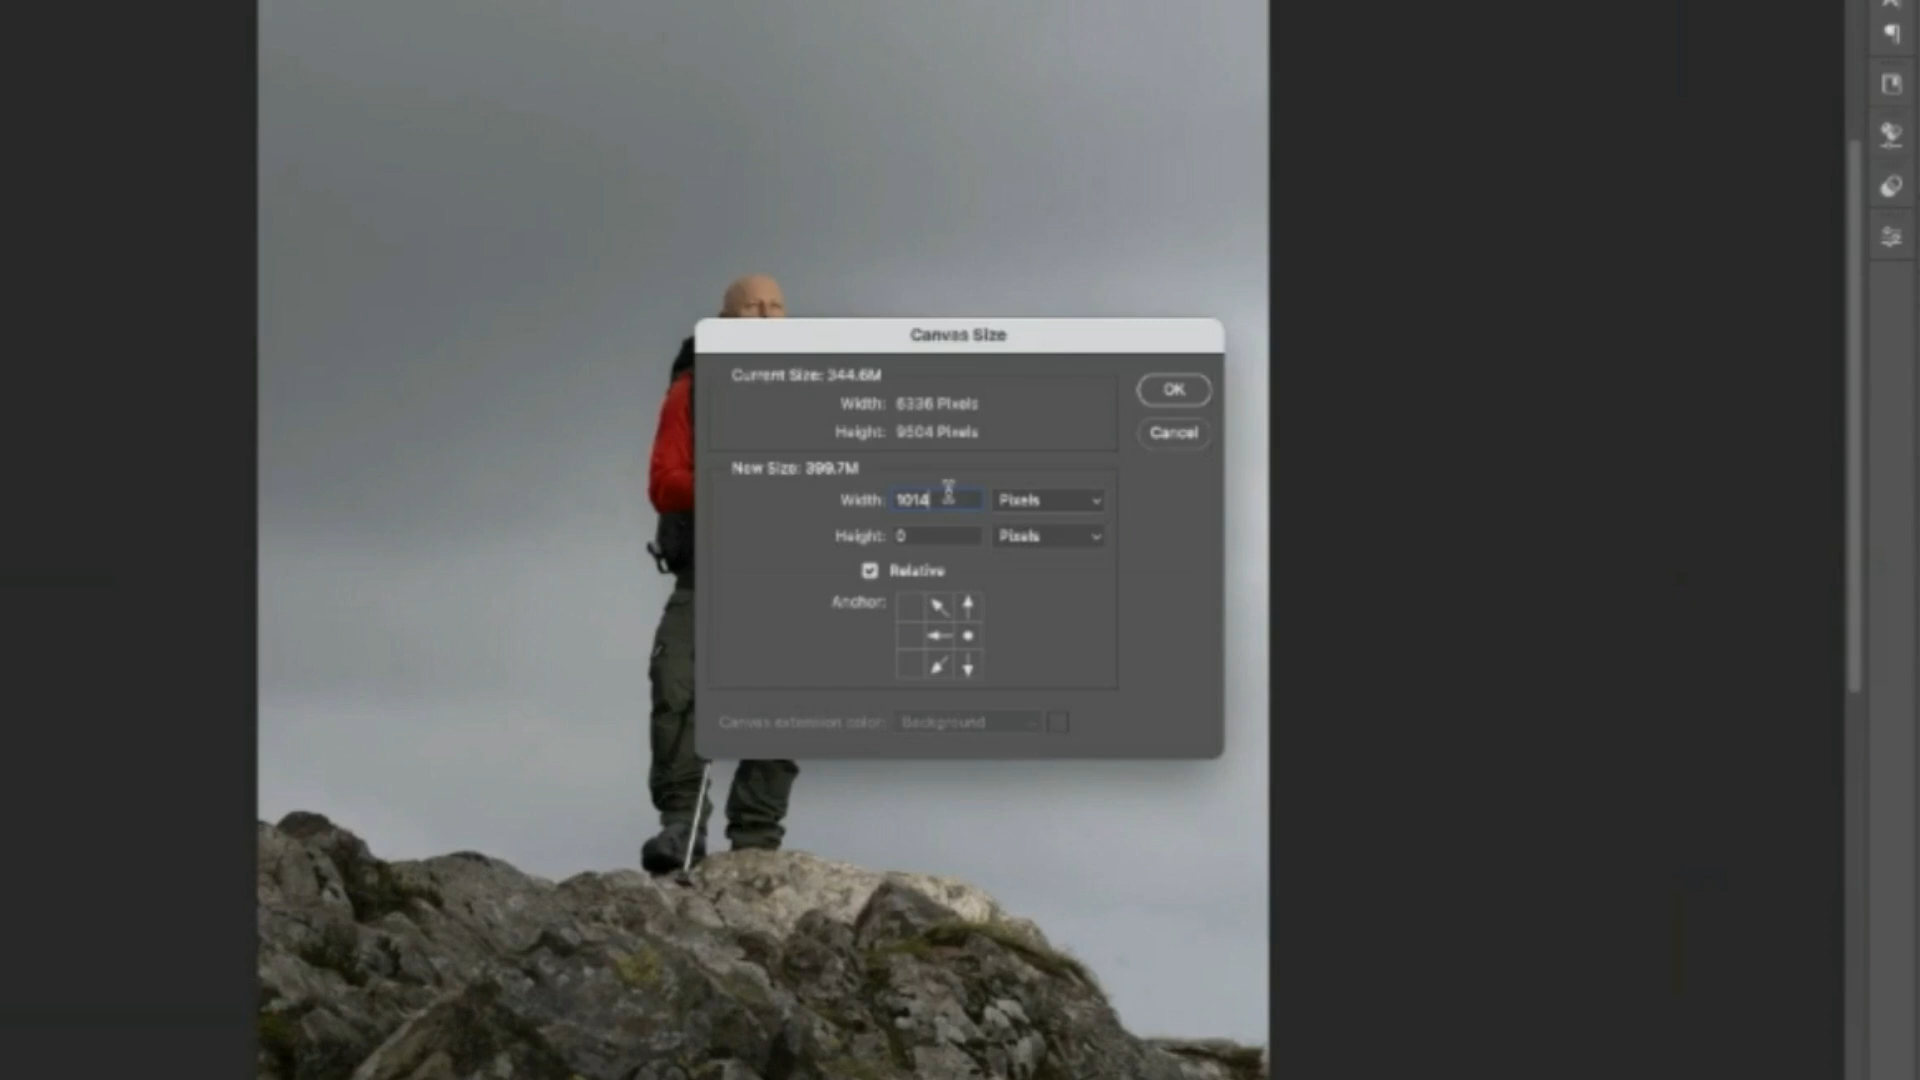 Canvas Size
Current Size: 344.6M
OK
Width: 6336 Pixels
Height: 9504 Pixels
Cancel
New Size: 399.7M
Width: 1014 Pixels
Height: 0 Pixels
Relative
Anchor:
Canvas extension color: Background